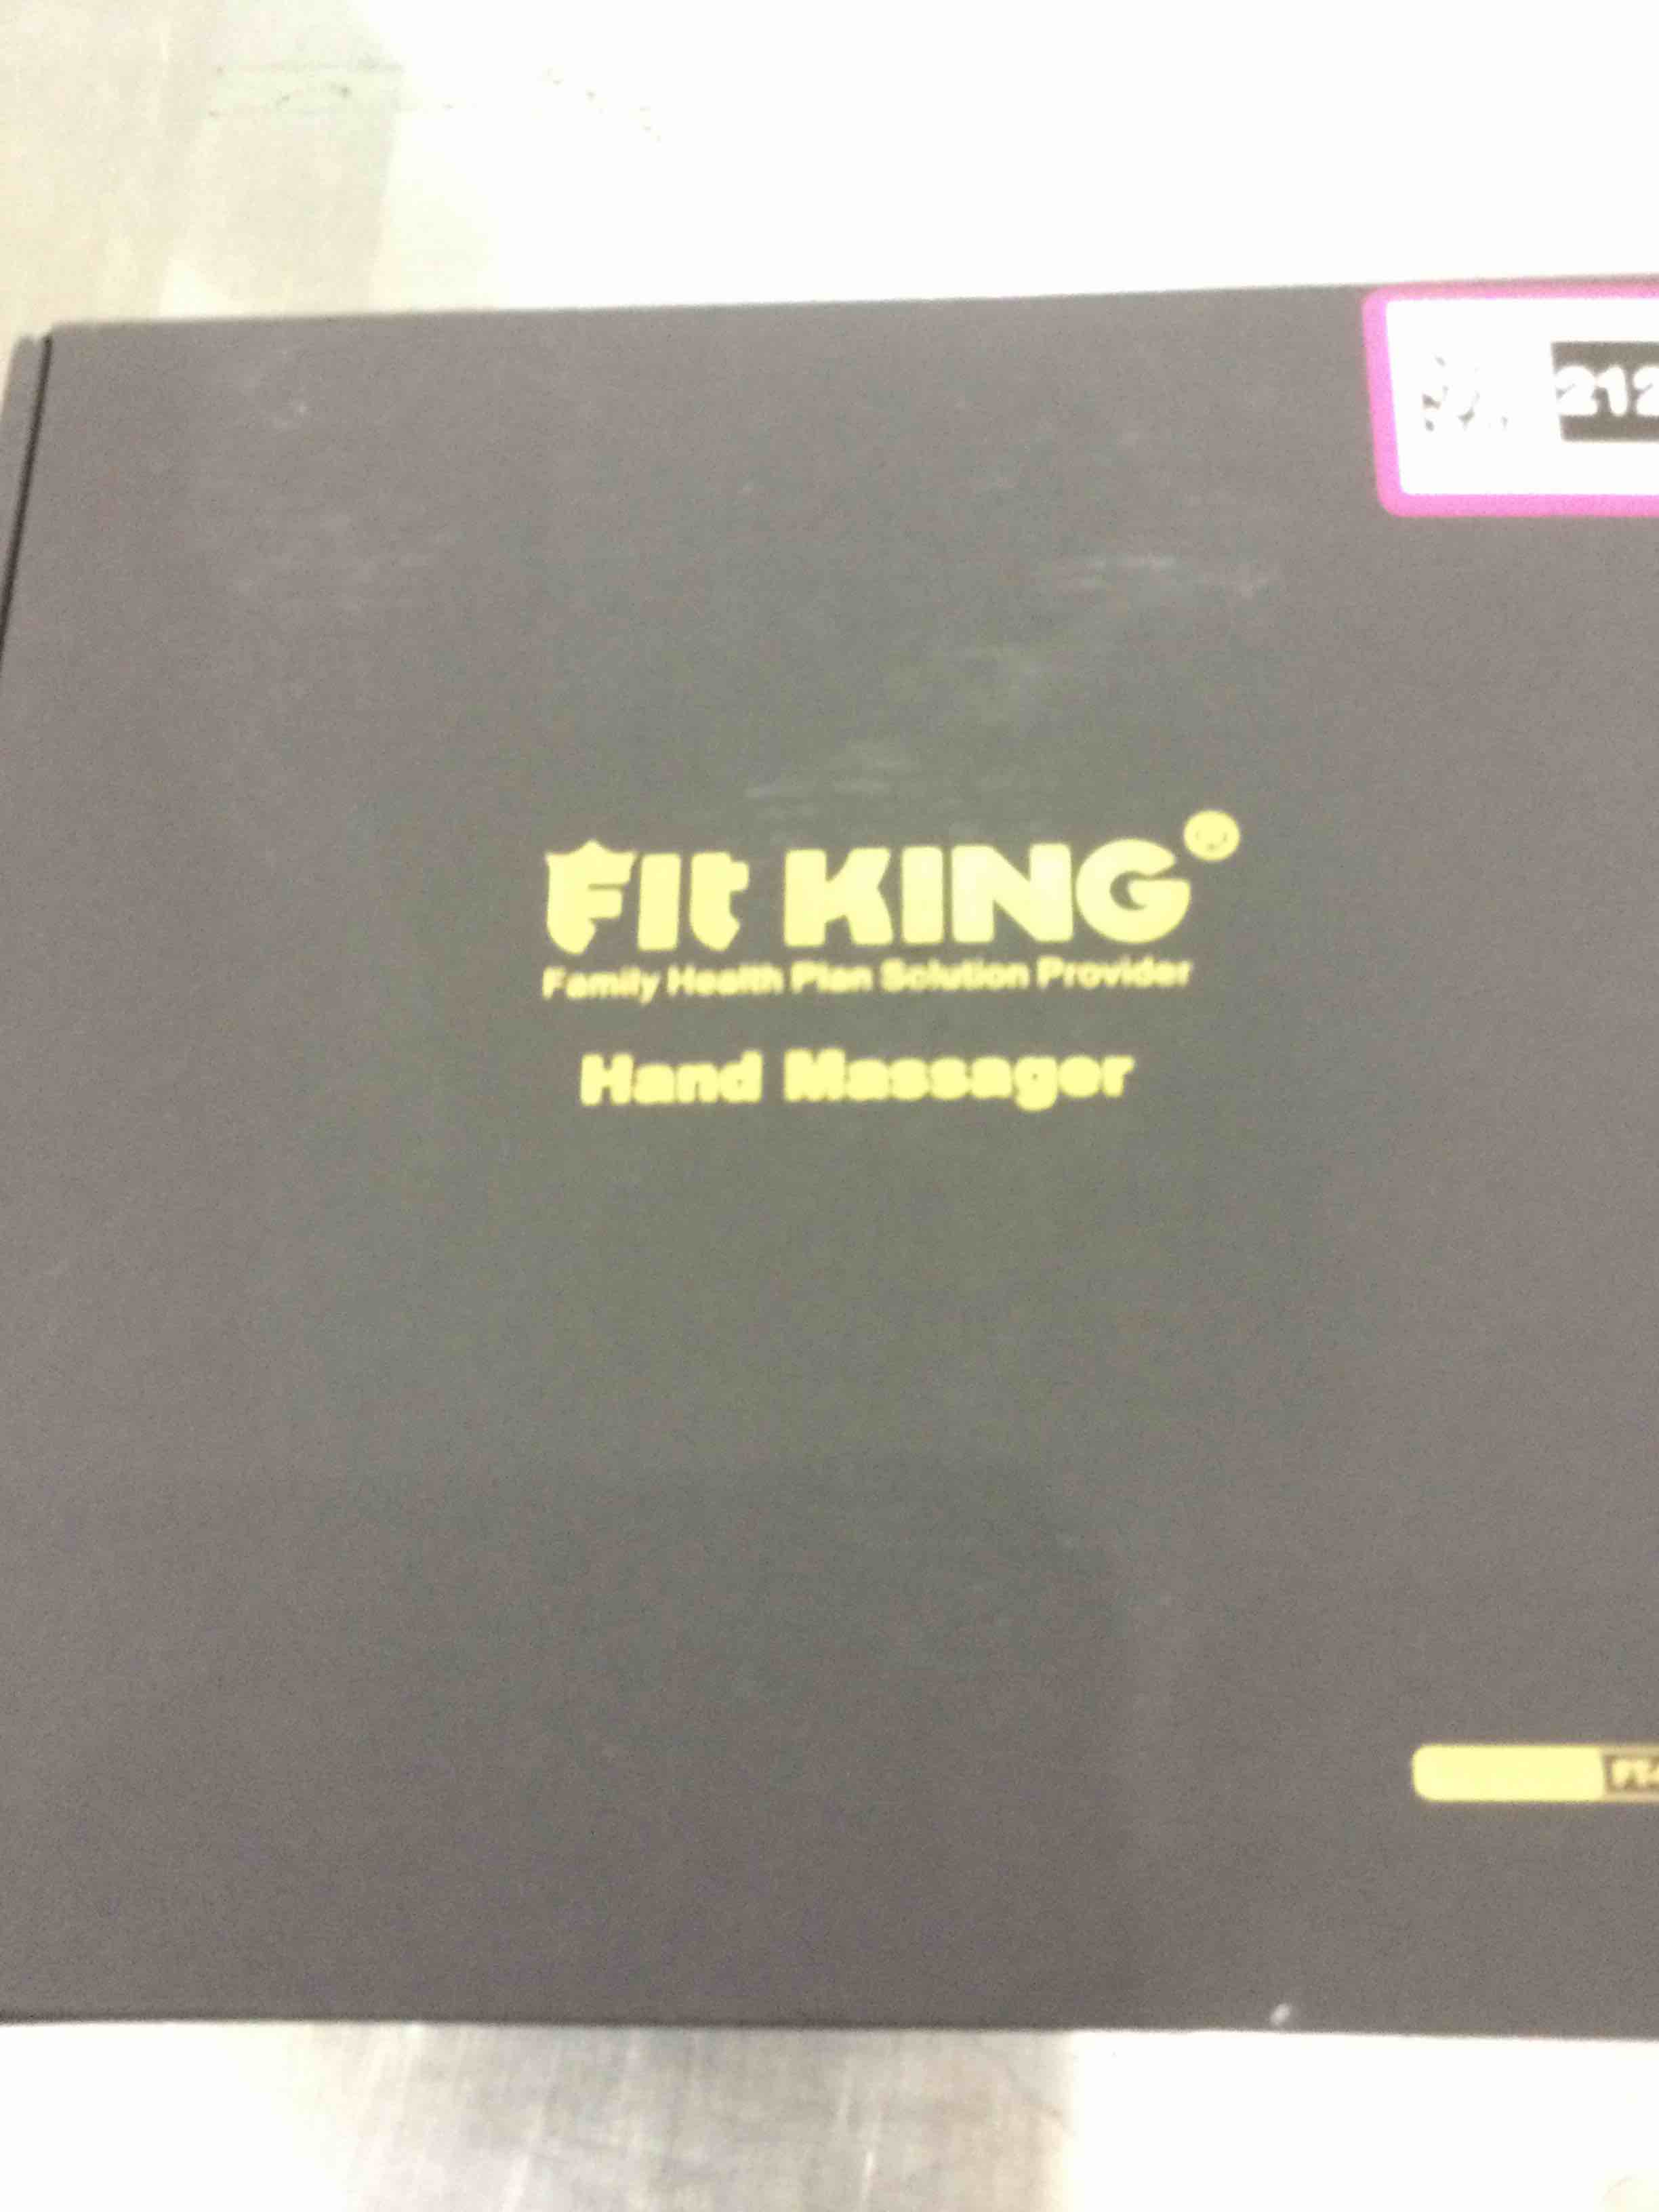 212
FIt KING
Family Health Plan Solution Provider
Hand Massager